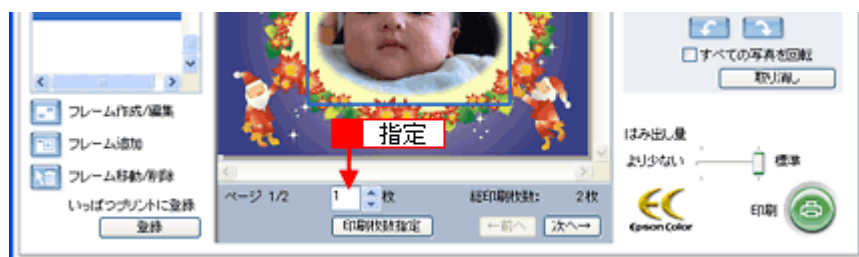 すべての写真を回転
取り消し
フレーム作成/編集
フレーム追加
フレーム移動/削除
いっぱつプリントに登録
登録
指定
ページ 1/2
1
枚
総印刷枚数:
2枚
印刷枚数指定
←前へ
次へ→
はみ出し量
より少ない
標準
Epson Color
印刷